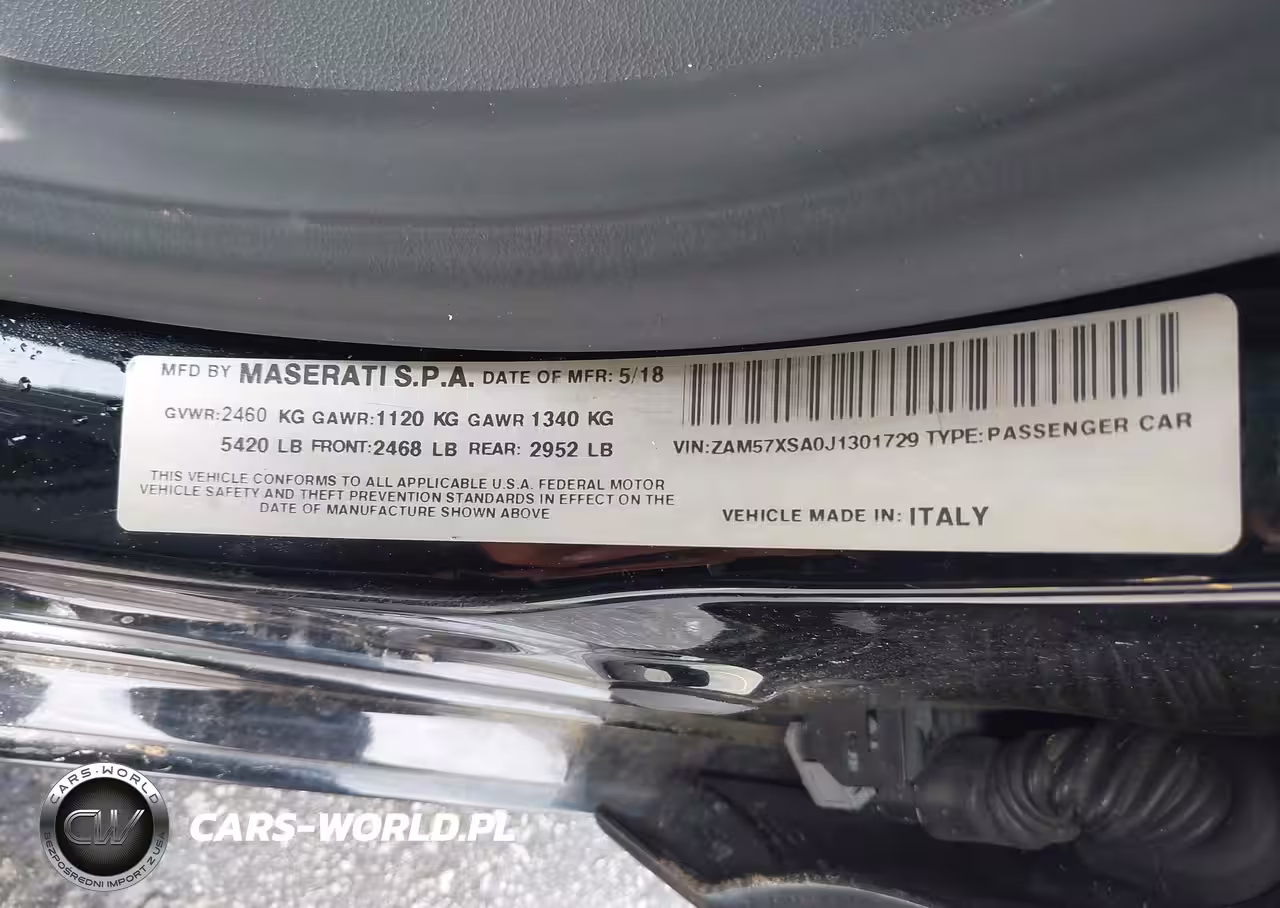 MFD BY MASERATI S.P.A. DATE OF MFR: 5/18
GVWR:2460 KG GAWR:1120 KG GAWR 1340 KG
5420 LB FRONT:2468 LB REAR: 2952 LB
THIS VEHICLE CONFORMS TO ALL APPLICABLE U.S.A. FEDERAL MOTOR
VEHICLE SAFETY AND THEFT PREVENTION STANDARDS IN EFFECT ON THE
DATE OF MANUFACTURE SHOWN ABOVE
VIN:ZAM57XSA0J1301729 TYPE:PASSENGER CAR
VEHICLE MADE IN: ITALY
CARS-WORLD
CW
BEZPOŚREDNI IMPORT Z USA
CARS-WORLD.PL